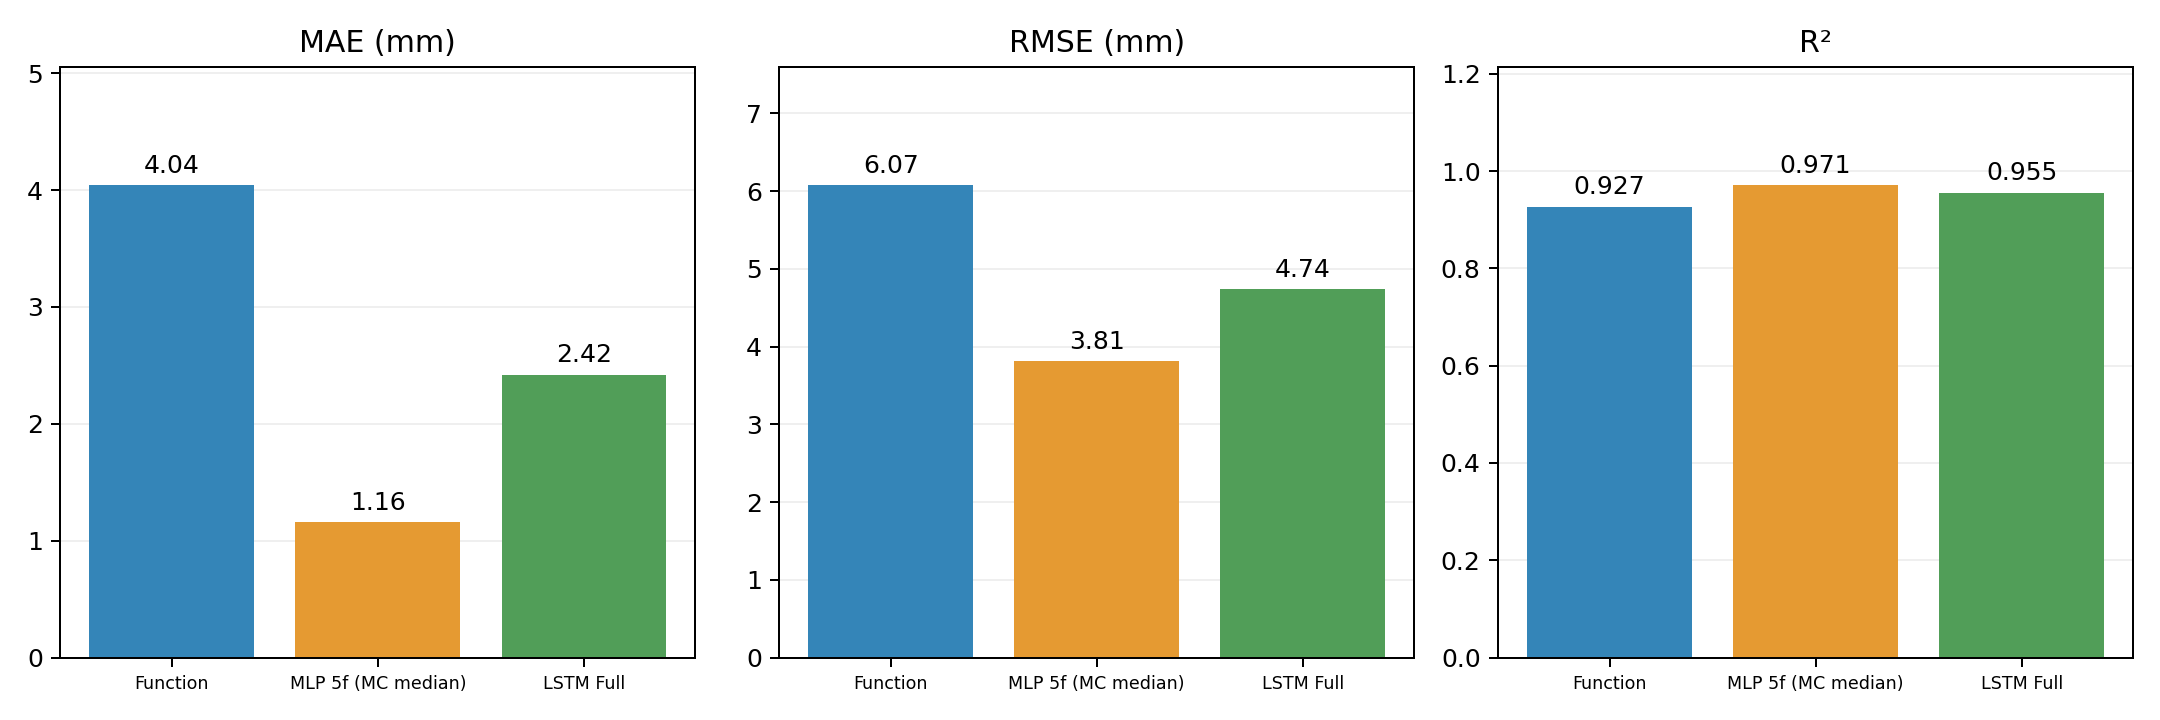 MAE (mm)
5
4
3
2
1
0
4.04
1.16
2.42
Function
MLP 5f (MC median)
LSTM Full
RMSE (mm)
7
6
5
4
3
2
1
0
6.07
3.81
4.74
Function
MLP 5f (MC median)
LSTM Full
R²
1.2
1.0
0.8
0.6
0.4
0.2
0.0
0.927
0.971
0.955
Function
MLP 5f (MC median)
LSTM Full